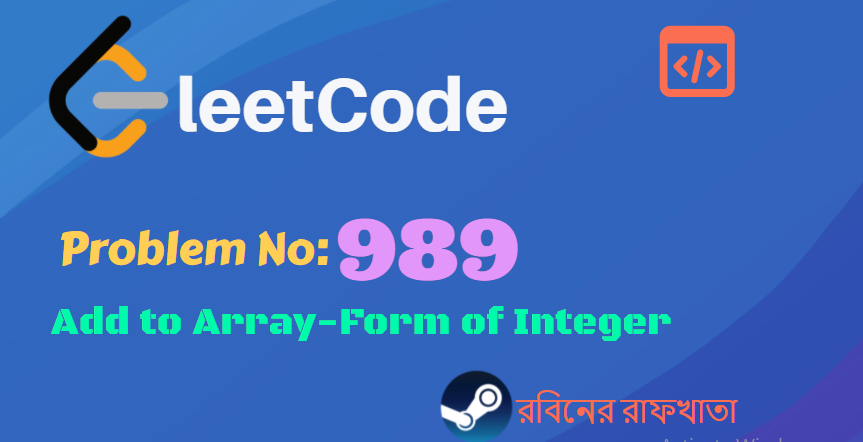 leetCode
Problem No: 989
Add to Array-Form of Integer
রবিনের রাফখাতা